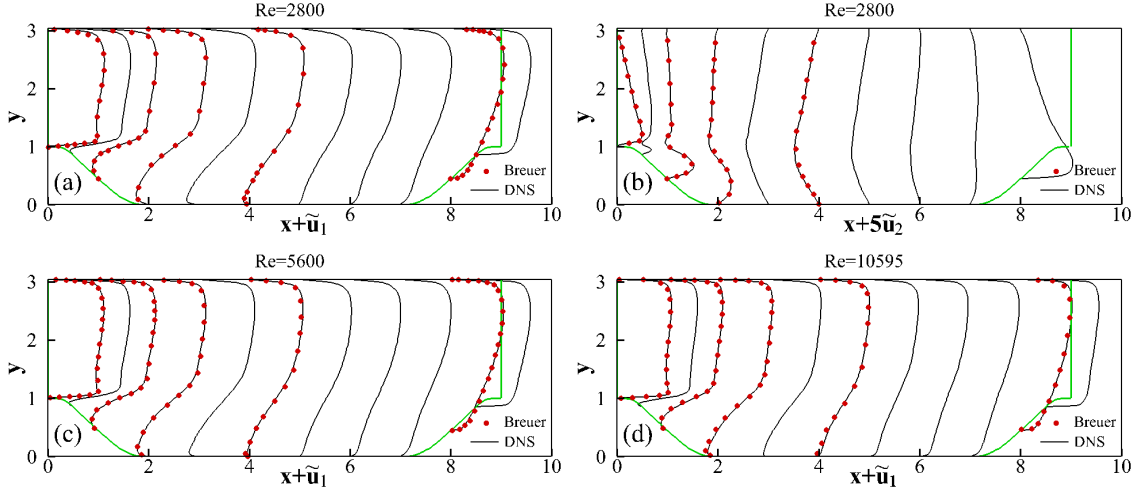 Re=2800
y
3
2
1
0
(a)
Breuer
DNS
0 2 4 6 8 10
x+ũ₁
Re=2800
y
3
2
1
0
(b)
Breuer
DNS
0 2 4 6 8 10
x+5ũ₂
Re=5600
y
3
2
1
0
(c)
Breuer
DNS
0 2 4 6 8 10
x+ũ₁
Re=10595
y
3
2
1
0
(d)
Breuer
DNS
0 2 4 6 8 10
x+ũ₁